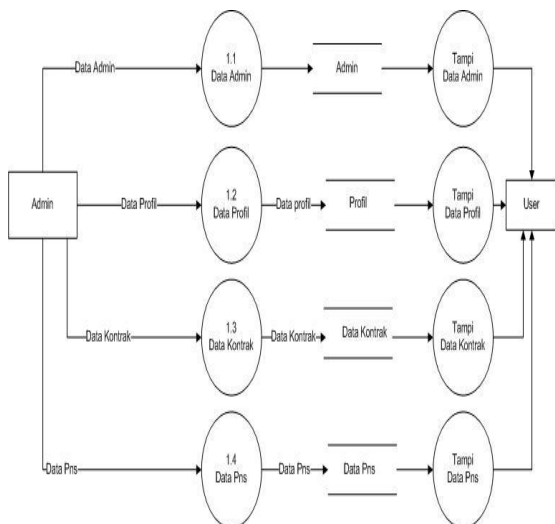 Data Admin
1.1
Data Admin
Admin
Tampi
Data Admin
Admin
Data Profil
1.2
Data Profil
Data profil
Profil
Tampi
Data Profil
User
Data Kontrak
1.3
Data Kontrak
Data Kontrak
Data Kontrak
Tampi
Data Kontrak
Data Pns
1.4
Data Pns
Data Pns
Data Pns
Tampi
Data Pns